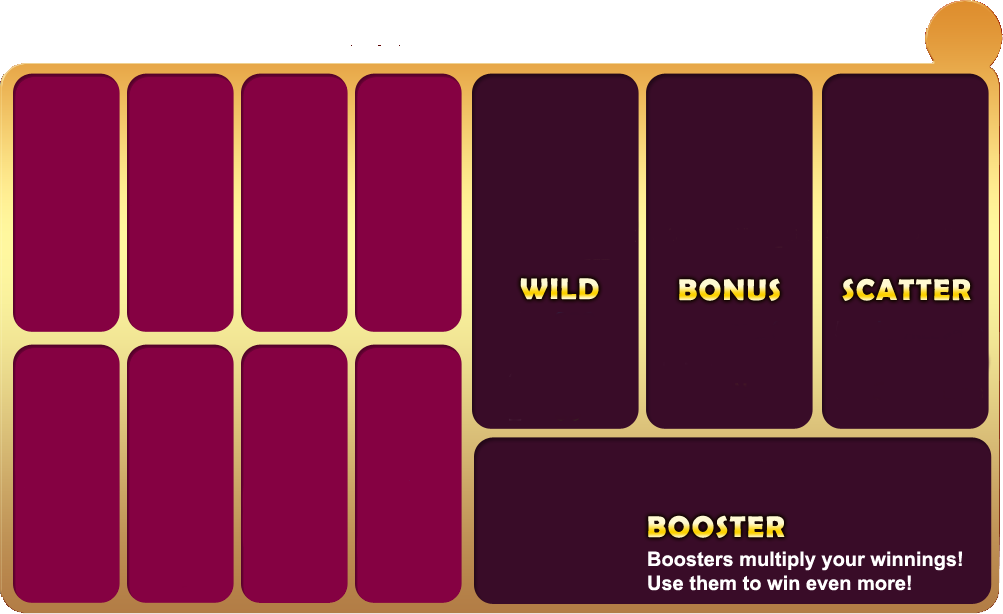 WILD
BONUS
SCATTER
BOOSTER
Boosters multiply your winnings!
Use them to win even more!